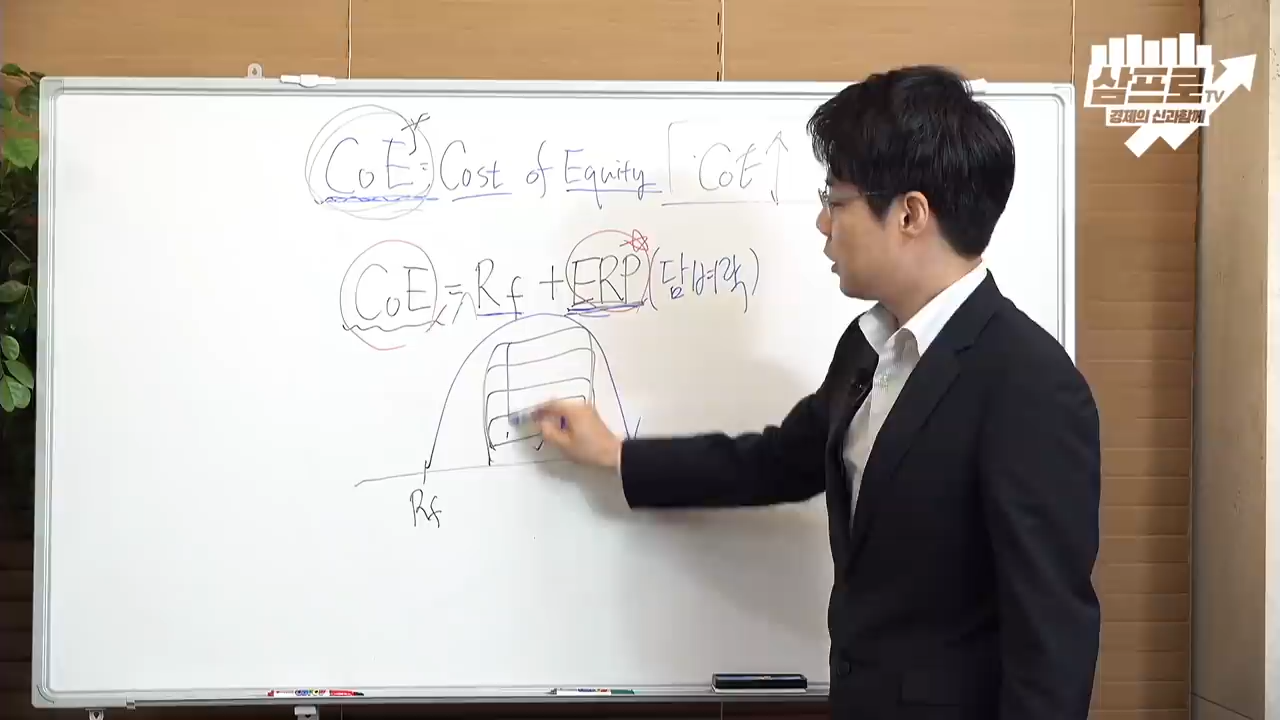 CoE = Cost of Equity CoE↑
CoE = Rf + ERP (담벼락)
Rf
삼프로TV
경제의 신과함께